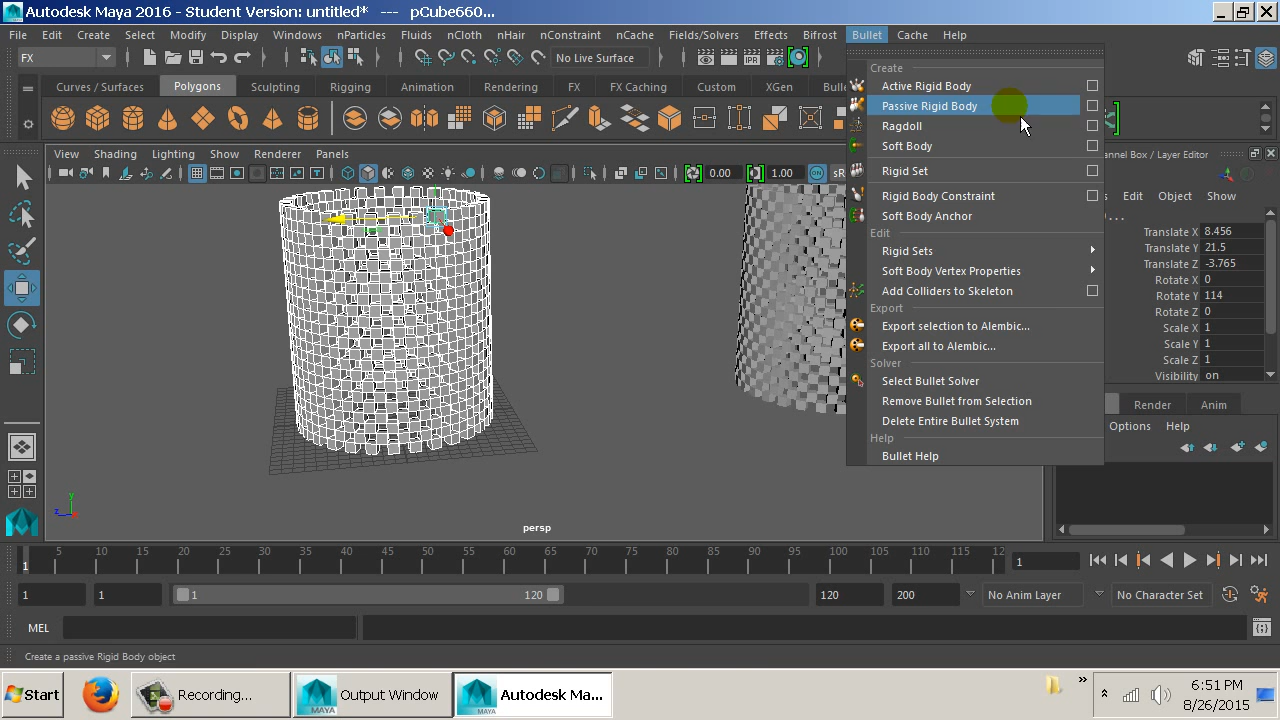 Autodesk Maya 2016 - Student Version: untitled* --- pCube660...
File Edit Create Select Modify Display Windows nParticles Fluids nCloth nHair nConstraint nCache Fields/Solvers Effects Bifrost Bullet Cache Help
FX No Live Surface IPR
Curves / Surfaces Polygons Sculpting Rigging Animation Rendering FX FX Caching Custom XGen
View Shading Lighting Show Renderer Panels
0.00 1.00
Create
Active Rigid Body
Passive Rigid Body
Ragdoll
Soft Body
Rigid Set
Rigid Body Constraint
Soft Body Anchor
Edit
Rigid Sets
Soft Body Vertex Properties
Add Colliders to Skeleton
Export
Export selection to Alembic...
Export all to Alembic...
Solver
Select Bullet Solver
Remove Bullet from Selection
Delete Entire Bullet System
Help
Bullet Help
annel Box / Layer Editor
Edit Object Show
Translate X 8.456
Translate Y 21.5
Translate Z -3.765
Rotate X 0
Rotate Y 114
Rotate Z 0
Scale X 1
Scale Y 1
Scale Z 1
Visibility on
Render Anim
Options Help
y
z x
persp
5 10 15 20 25 30 35 40 45 50 55 60 65 70 75 80 85 90 95 100 105 110 115 12
1 1
1 1 1 120 120 200 No Anim Layer No Character Set
MEL
Create a passive Rigid Body object
Start Recording... Output Window Autodesk Ma...
MAYA MAYA
6:51 PM
8/26/2015